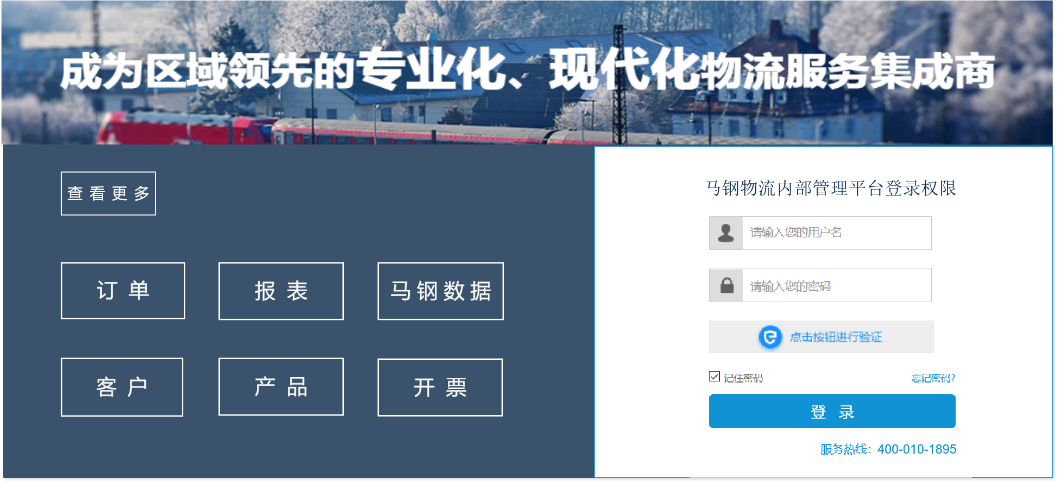 成为区域领先的专业化、现代化物流服务集成商
查看更多
订单
报表
马钢数据
客户
产品
开票
马钢物流内部管理平台登录权限
请输入您的用户名
请输入您的密码
点击按钮进行验证
记住密码
忘记密码?
登录
服务热线: 400-010-1895